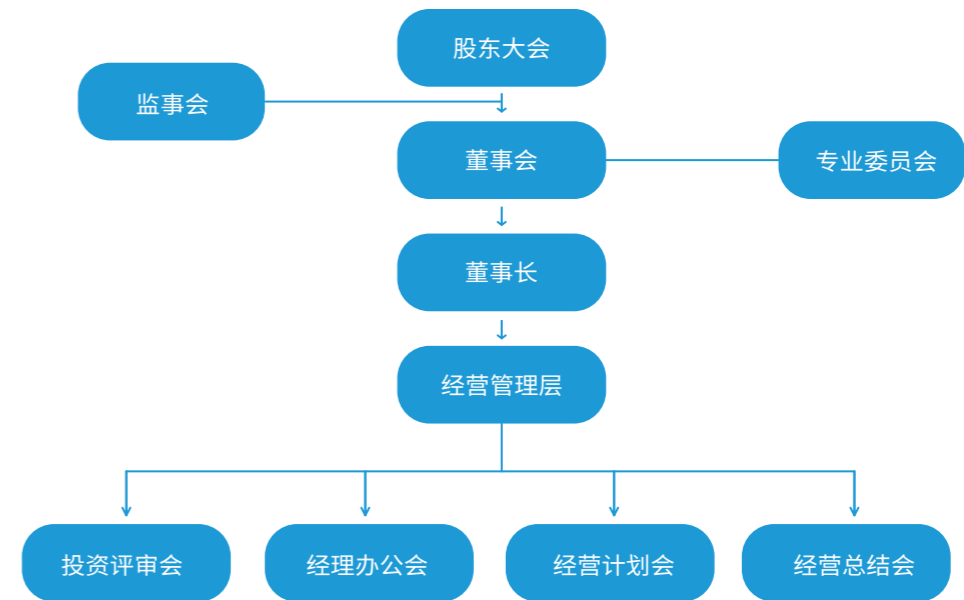 股东大会
监事会
董事会
专业委员会
董事长
经营管理层
投资评审会
经理办公会
经营计划会
经营总结会